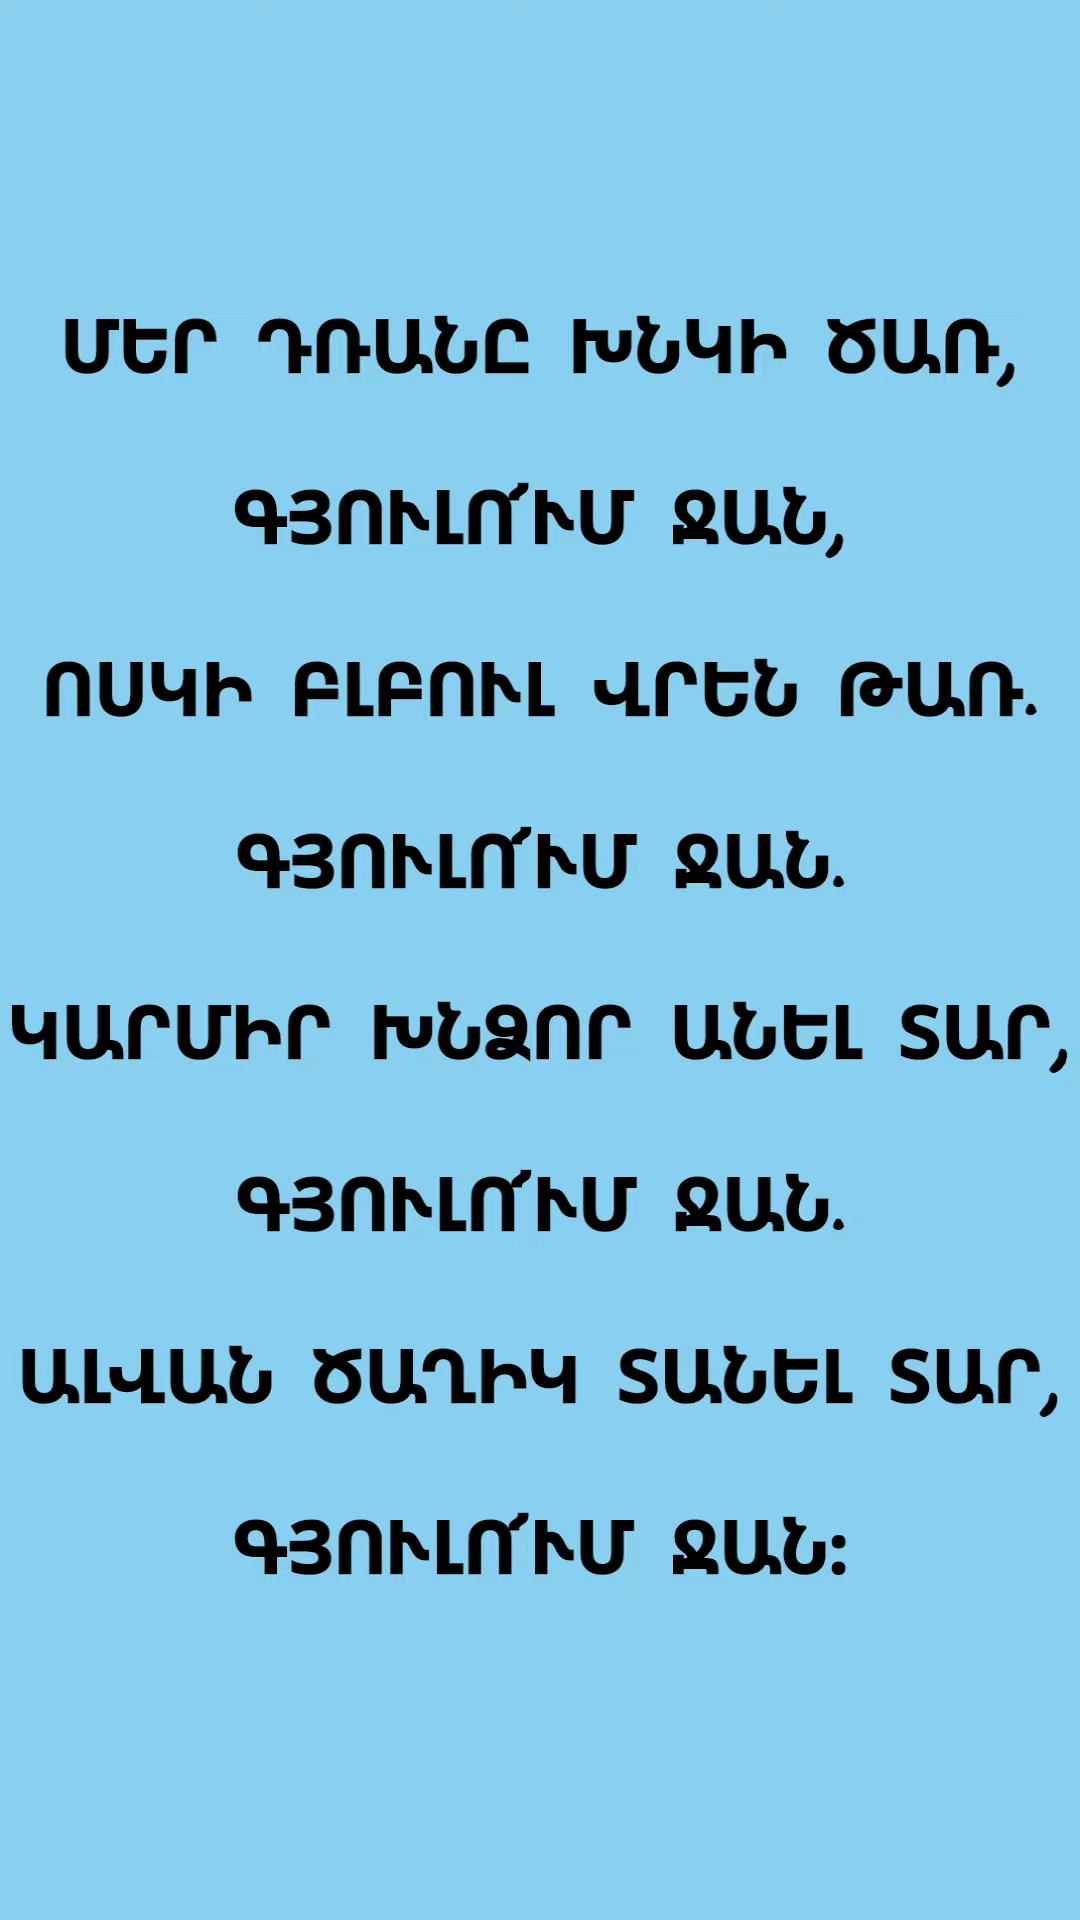 ՄԵՐ ԴՌԱՆԸ ԽՆԿԻ ԾԱՌ,
ԳՅՈՒԼՈ՜ՒՄ ՋԱՆ,
ՈՍԿԻ ԲԼԲՈՒԼ ՎՐԵՆ ԹԱՌ.
ԳՅՈՒԼՈ՜ՒՄ ՋԱՆ.
ԿԱՐՄԻՐ ԽՆՁՈՐ ԱՆԵԼ ՏԱՐ,
ԳՅՈՒԼՈ՜ՒՄ ՋԱՆ.
ԱԼՎԱՆ ԾԱՂԻԿ ՏԱՆԵԼ ՏԱՐ,
ԳՅՈՒԼՈ՜ՒՄ ՋԱՆ։